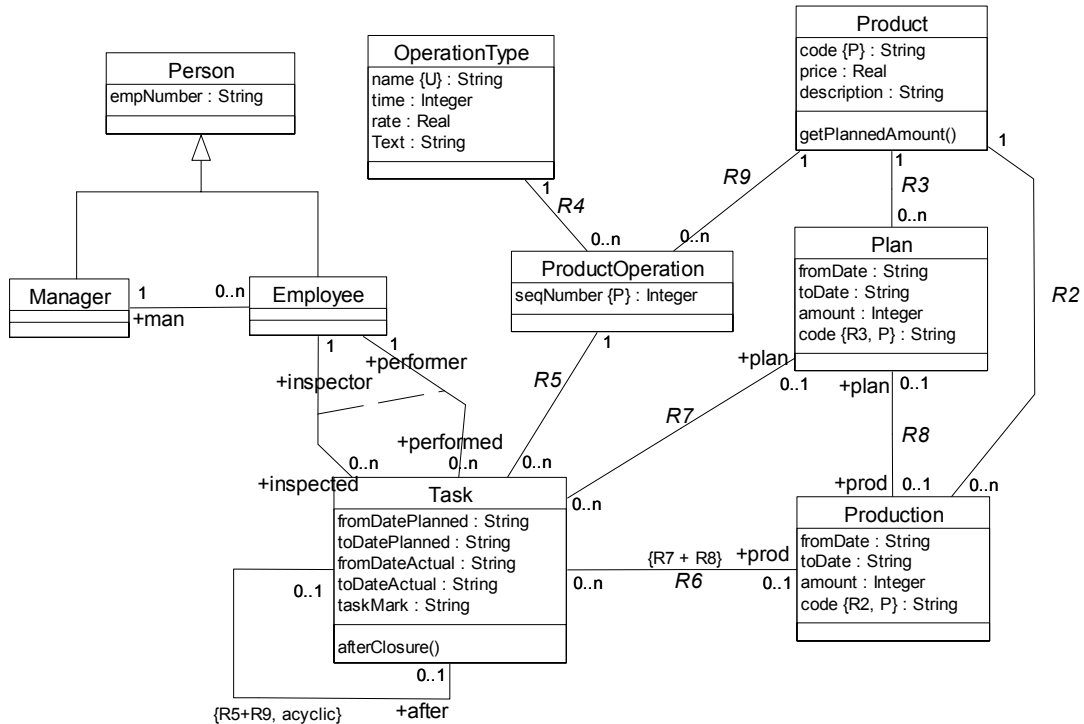 Person
empNumber : String
OperationType
name {U} : String
time : Integer
rate : Real
Text : String
Product
code {P} : String
price : Real
description : String
getPlannedAmount()
1
R4
0..n
1
R9
0..n
1
R3
0..n
1
R2
0..n
Manager
1
+man
0..n
Employee
ProductOperation
seqNumber {P} : Integer
Plan
fromDate : String
toDate : String
amount : Integer
code {R3, P} : String
1
+inspector
1
+performer
1
R5
+plan
0..1
R7
+plan
0..1
R8
+performed
0..n
0..n
0..n
+inspected
0..n
+prod
0..1
Task
fromDatePlanned : String
toDatePlanned : String
fromDateActual : String
toDateActual : String
taskMark : String
afterClosure()
{R7 + R8}
+prod
0..n
R6
0..1
Production
fromDate : String
toDate : String
amount : Integer
code {R2, P} : String
0..1
0..1
{R5+R9, acyclic}
+after